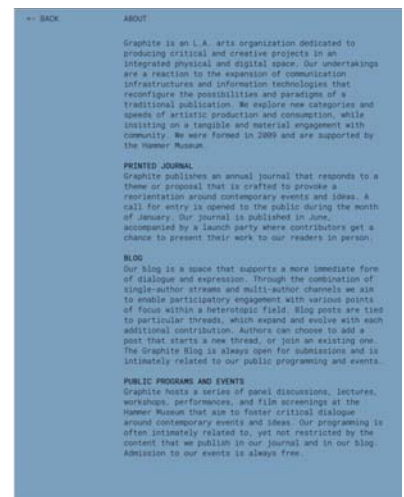 ← BACK
ABOUT
Graphite is an L.A. arts organization dedicated to
producing critical and creative projects in an
integrated physical and digital space. Our undertakings
are a reaction to the expansion of communication
infrastructures and information technologies that
reconfigure the possibilities and paradigms of a
traditional publication. We explore new categories and
speeds of artistic production and consumption, while
insisting on a tangible and material engagement with
community. We were formed in 2009 and are supported by
the Hammer Museum.
PRINTED JOURNAL
Graphite publishes an annual journal that responds to a
theme or proposal that is crafted to provoke a
reorientation around contemporary events and ideas. A
call for entry is opened to the public during the month
of January. Our journal is published in June,
accompanied by a launch party where contributors get a
chance to present their work to our readers in person.
BLOG
Our blog is a space that supports a more immediate form
of dialogue and expression. Through the combination of
single-author streams and multi-author channels we aim
to enable participatory engagement with various points
of focus within a heterotopic field. Blog posts are tied
to particular threads, which expand and evolve with each
additional contribution. Authors can choose to add a
post that starts a new thread, or join an existing one.
The Graphite Blog is always open for submissions and is
intimately related to our public programming and events.
PUBLIC PROGRAMS AND EVENTS
Graphite hosts a series of panel discussions, lectures,
workshops, performances, and film screenings at the
Hammer Museum that aim to foster critical dialogue
around contemporary events and ideas. Our programming is
often intimately related to, yet not restricted by the
content that we publish in our journal and in our blog.
Admission to our events is always free.